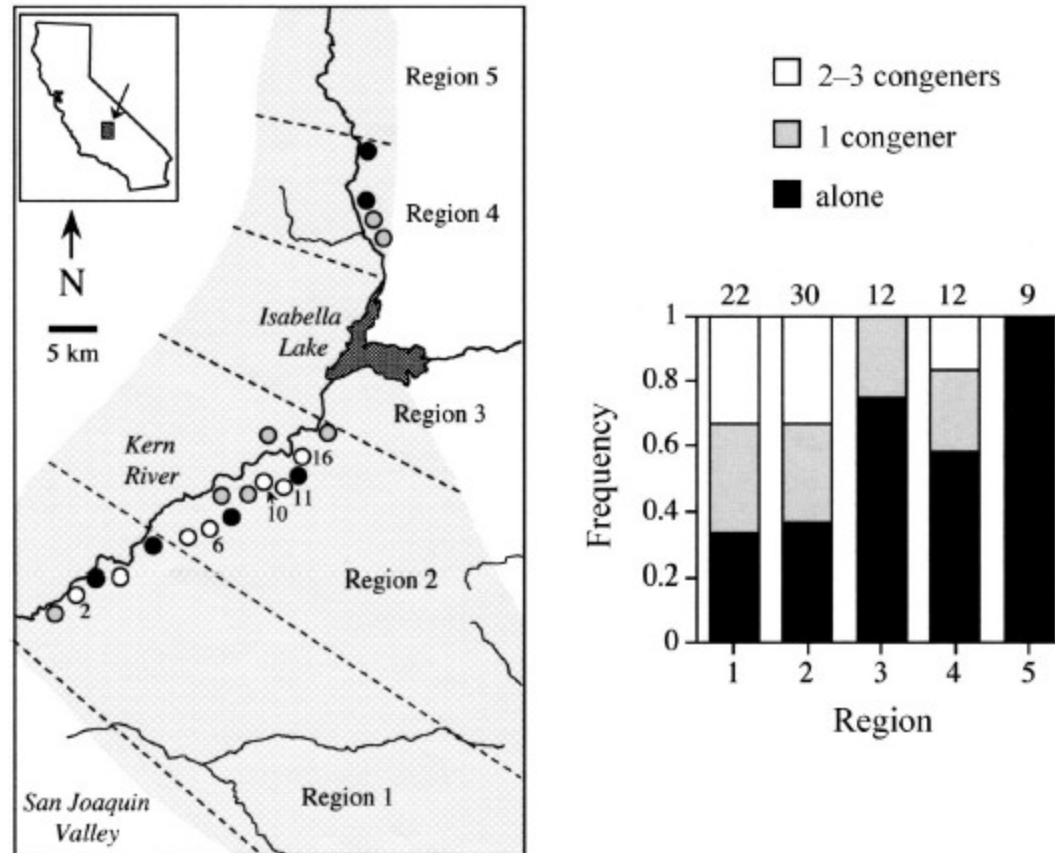 Region 5
Region 4
N
5 km
Isabella
Lake
Region 3
Kern
River
16
11
10
6
Region 2
2
Region 1
San Joaquin
Valley
2–3 congeners
1 congener
alone
22 30 12 12 9
1
0.8
0.6
0.4
0.2
0
Frequency
1 2 3 4 5
Region